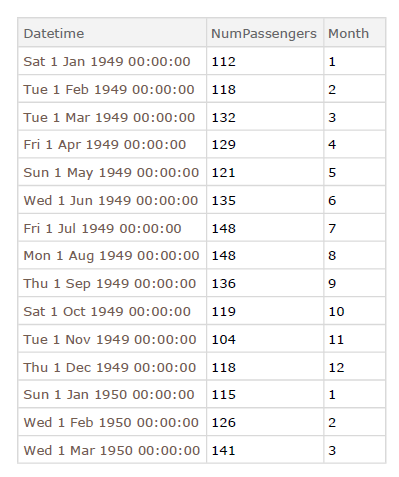 Datetime NumPassengers Month
Sat 1 Jan 1949 00:00:00 112 1
Tue 1 Feb 1949 00:00:00 118 2
Tue 1 Mar 1949 00:00:00 132 3
Fri 1 Apr 1949 00:00:00 129 4
Sun 1 May 1949 00:00:00 121 5
Wed 1 Jun 1949 00:00:00 135 6
Fri 1 Jul 1949 00:00:00 148 7
Mon 1 Aug 1949 00:00:00 148 8
Thu 1 Sep 1949 00:00:00 136 9
Sat 1 Oct 1949 00:00:00 119 10
Tue 1 Nov 1949 00:00:00 104 11
Thu 1 Dec 1949 00:00:00 118 12
Sun 1 Jan 1950 00:00:00 115 1
Wed 1 Feb 1950 00:00:00 126 2
Wed 1 Mar 1950 00:00:00 141 3